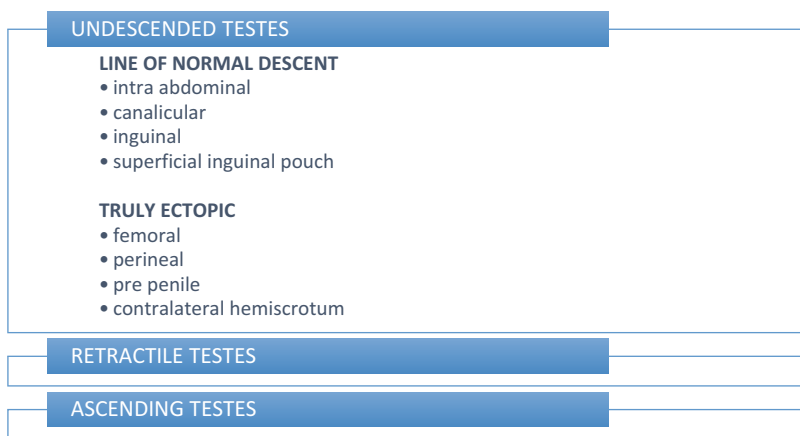 UNDESCENDED TESTES
LINE OF NORMAL DESCENT
• intra abdominal
• canalicular
• inguinal
• superficial inguinal pouch
TRULY ECTOPIC
• femoral
• perineal
• pre penile
• contralateral hemiscrotum
RETRACTILE TESTES
ASCENDING TESTES